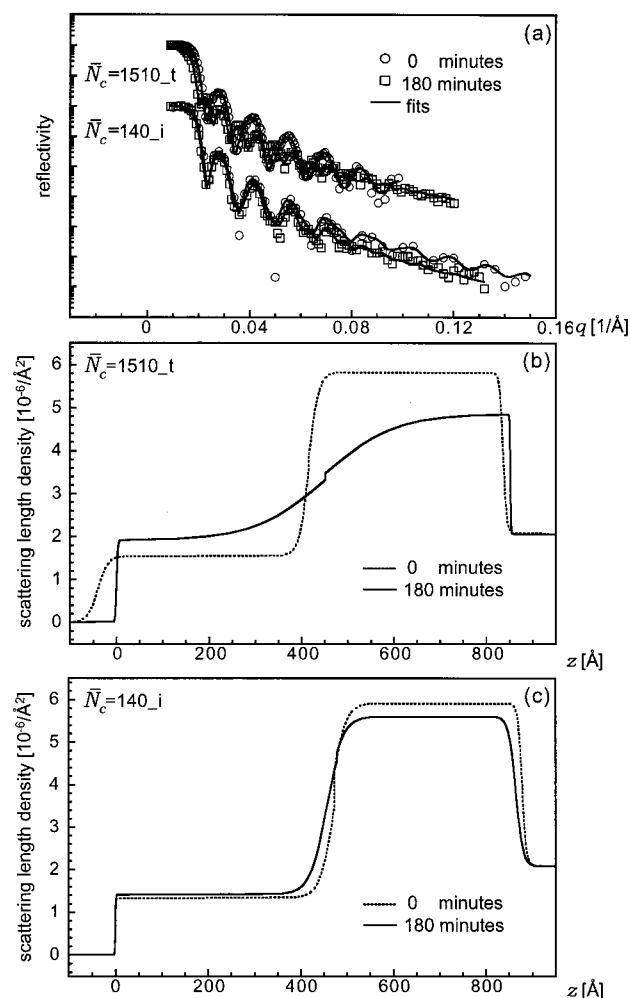 (a)
N̄c=1510_t
N̄c=140_i
0 minutes
180 minutes
fits
reflectivity
0 0.04 0.08 0.12 0.16 q [1/Å]
(b)
N̄c=1510_t
scattering length density [10-6/Å2]
6
5
4
3
2
1
0
0 minutes
180 minutes
0 200 400 600 800 z [Å]
(c)
N̄c=140_i
scattering length density [10-6/Å2]
6
5
4
3
2
1
0
0 minutes
180 minutes
0 200 400 600 800 z [Å]